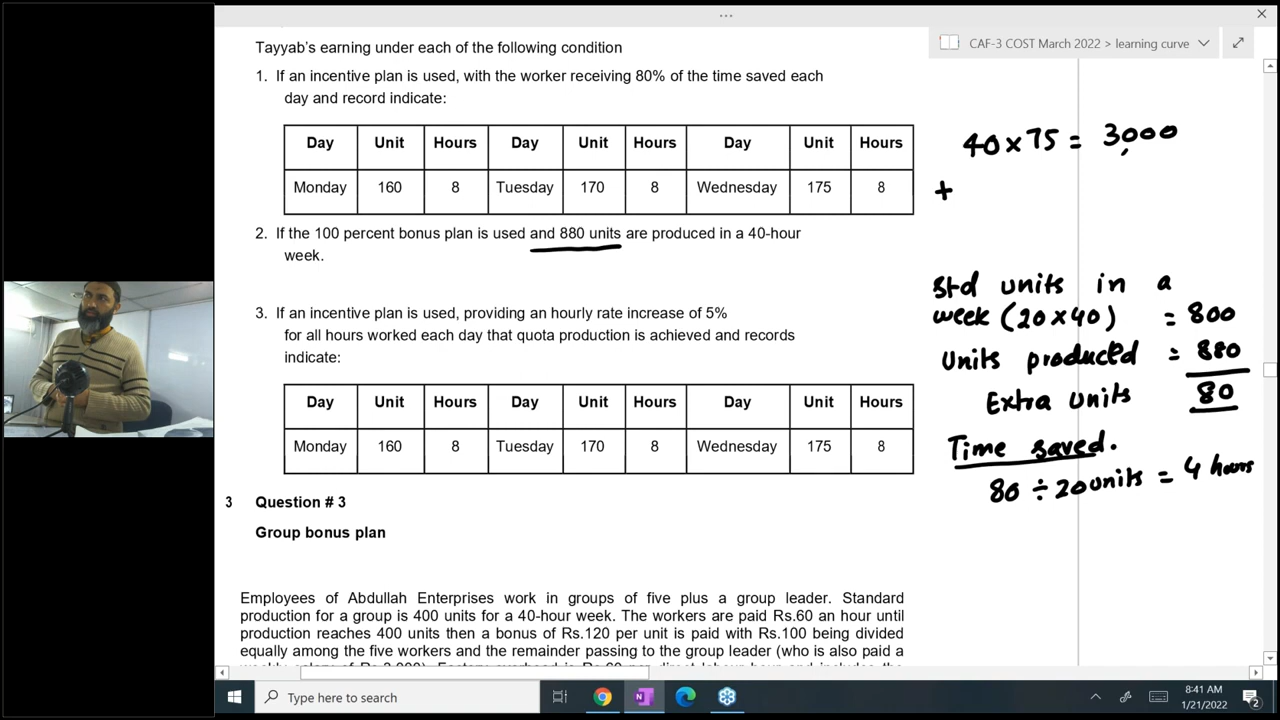 CAF-3 COST March 2022 > learning curve
Tayyab's earning under each of the following condition
1. If an incentive plan is used, with the worker receiving 80% of the time saved each
day and record indicate:
Day Unit Hours Day Unit Hours Day Unit Hours
Monday 160 8 Tuesday 170 8 Wednesday 175 8
2. If the 100 percent bonus plan is used and 880 units are produced in a 40-hour
week.
3. If an incentive plan is used, providing an hourly rate increase of 5%
for all hours worked each day that quota production is achieved and records
indicate:
Day Unit Hours Day Unit Hours Day Unit Hours
Monday 160 8 Tuesday 170 8 Wednesday 175 8
3 Question # 3
Group bonus plan
Employees of Abdullah Enterprises work in groups of five plus a group leader. Standard
production for a group is 400 units for a 40-hour week. The workers are paid Rs.60 an hour until
production reaches 400 units then a bonus of Rs.120 per unit is paid with Rs.100 being divided
equally among the five workers and the remainder passing to the group leader (who is also paid a
40 x 75 = 3,000
+
Std units in a
week (20 x 40) = 800
Units produced = 880
Extra units 80
Time saved.
80 ÷ 20 units = 4 hours
Type here to search
8:41 AM
1/21/2022
2